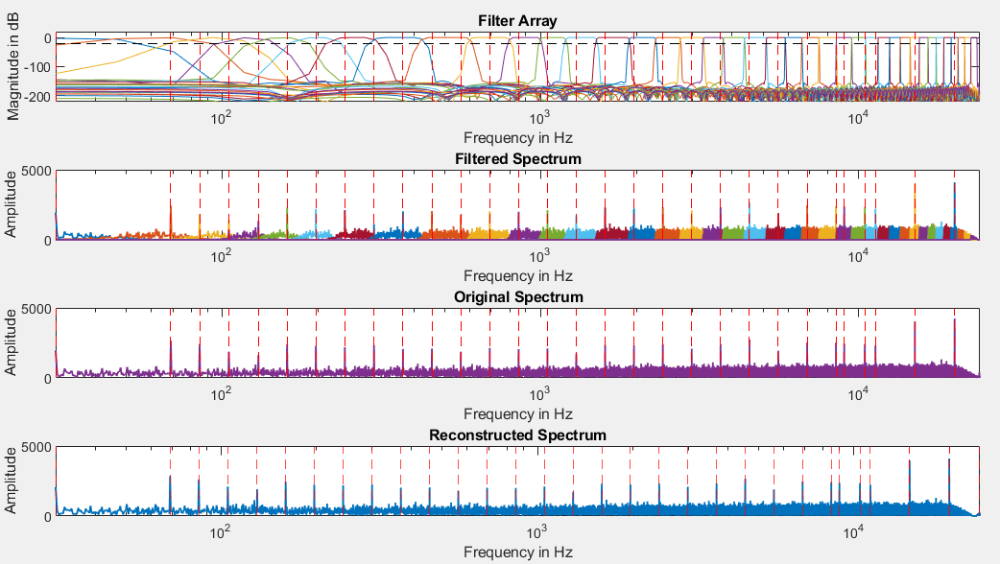 Filter Array
Magnitude in dB
0
-100
-200
10²
10³
10⁴
Frequency in Hz
Filtered Spectrum
Amplitude
5000
0
10²
10³
10⁴
Frequency in Hz
Original Spectrum
Amplitude
5000
0
10²
10³
10⁴
Frequency in Hz
Reconstructed Spectrum
Amplitude
5000
0
10²
10³
10⁴
Frequency in Hz